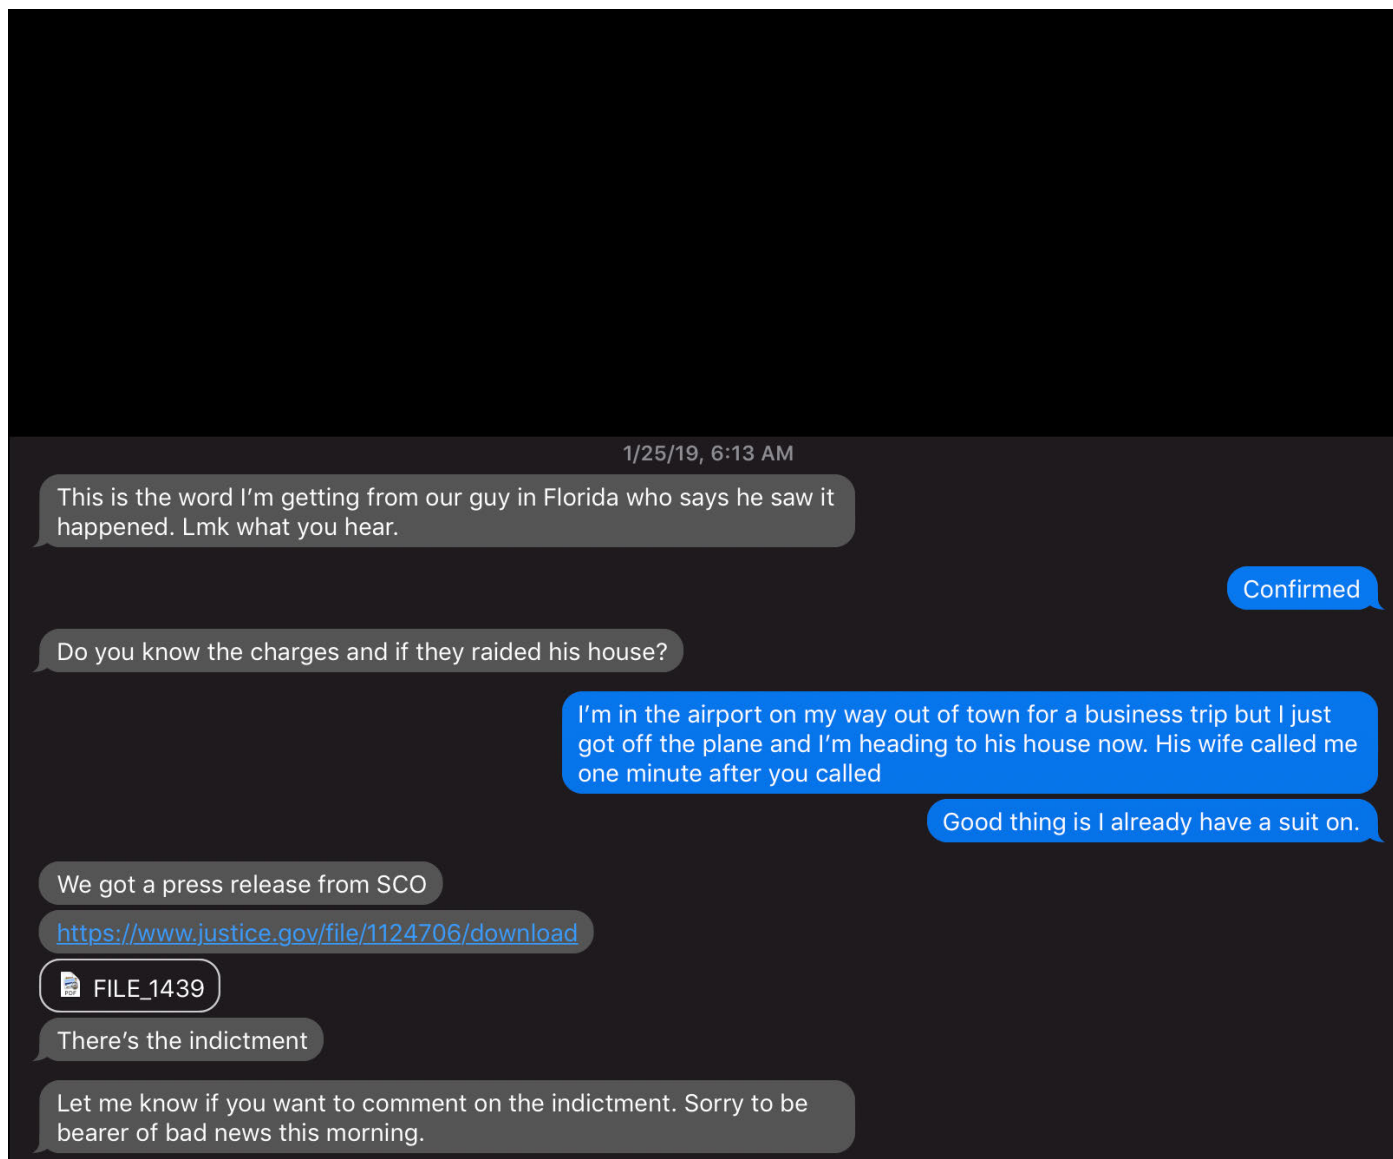 1/25/19, 6:13 AM
This is the word I’m getting from our guy in Florida who says he saw it
happened. Lmk what you hear.
Confirmed
Do you know the charges and if they raided his house?
I’m in the airport on my way out of town for a business trip but I just
got off the plane and I’m heading to his house now. His wife called me
one minute after you called
Good thing is I already have a suit on.
We got a press release from SCO
https://www.justice.gov/file/1124706/download
PDF FILE_1439
There’s the indictment
Let me know if you want to comment on the indictment. Sorry to be
bearer of bad news this morning.